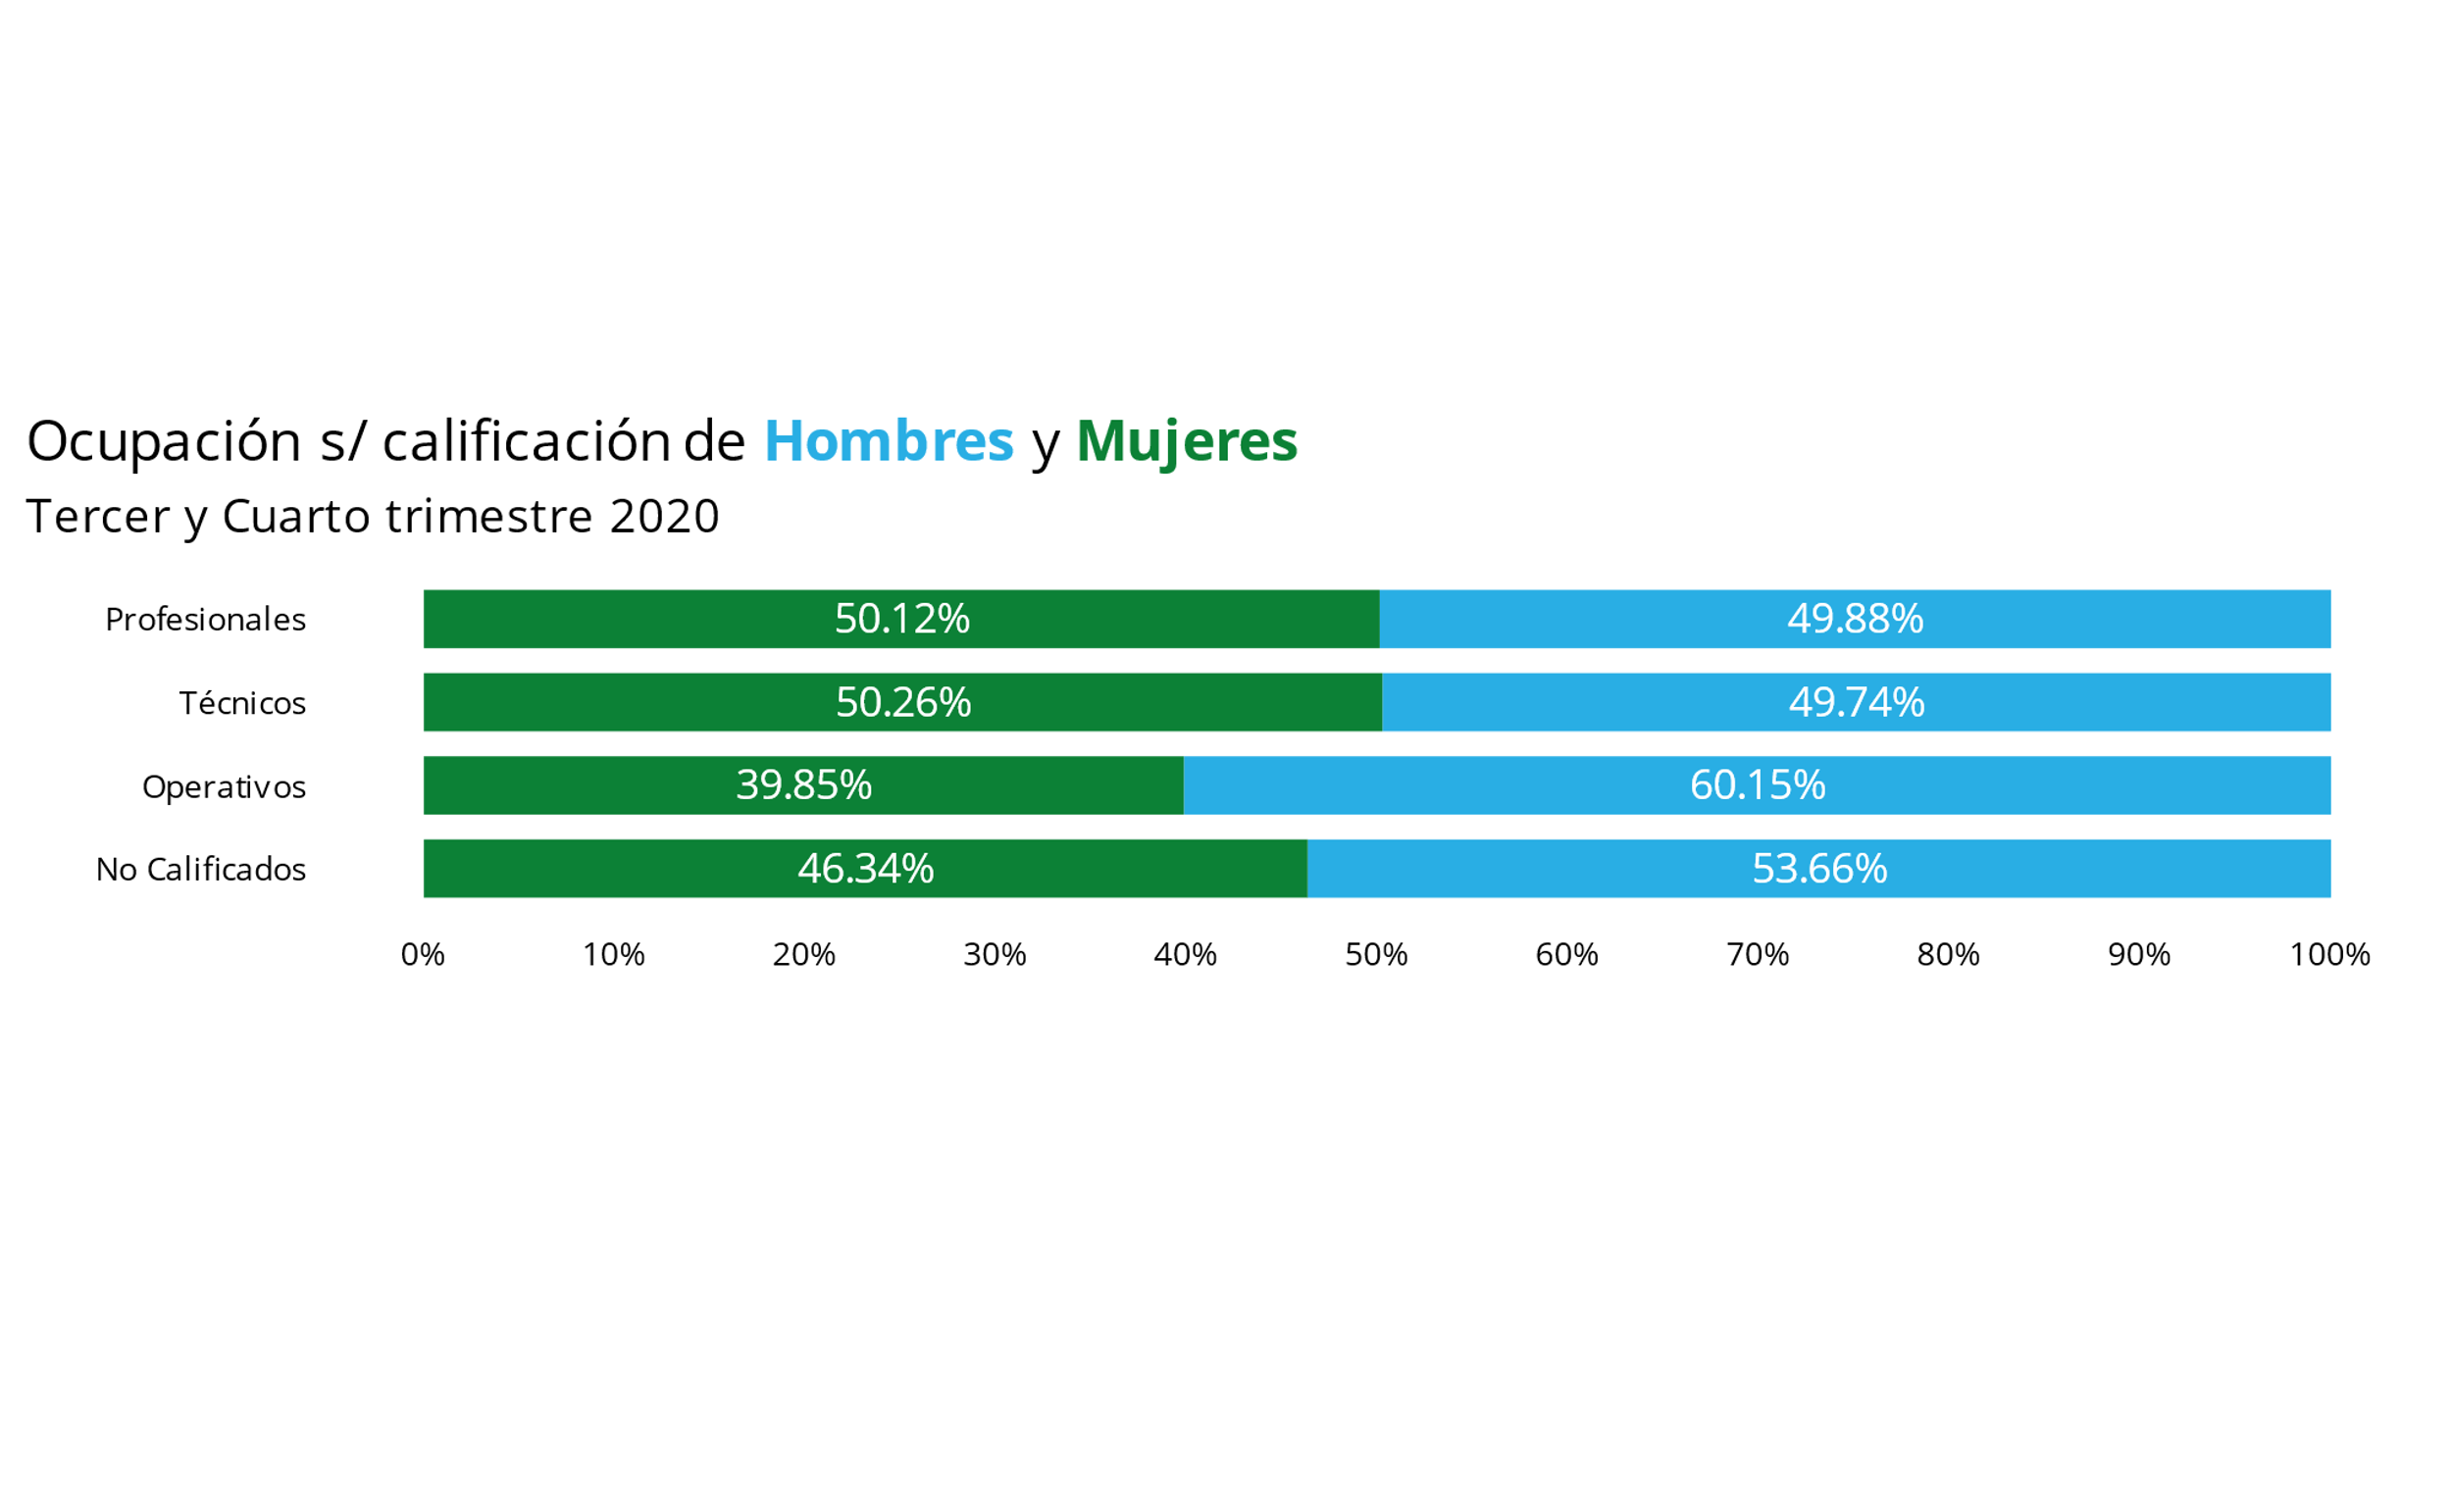 Ocupación s/ calificación de Hombres y Mujeres
Tercer y Cuarto trimestre 2020
Profesionales 50.12% 49.88%
Técnicos 50.26% 49.74%
Operativos 39.85% 60.15%
No Calificados 46.34% 53.66%
0% 10% 20% 30% 40% 50% 60% 70% 80% 90% 100%